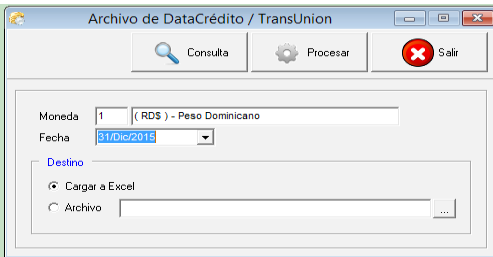 Archivo de DataCrédito / TransUnion
Consulta
Procesar
Salir
Moneda 1 ( RD$ ) - Peso Dominicano
Fecha 31/Dic/2015
Destino
Cargar a Excel
Archivo ...